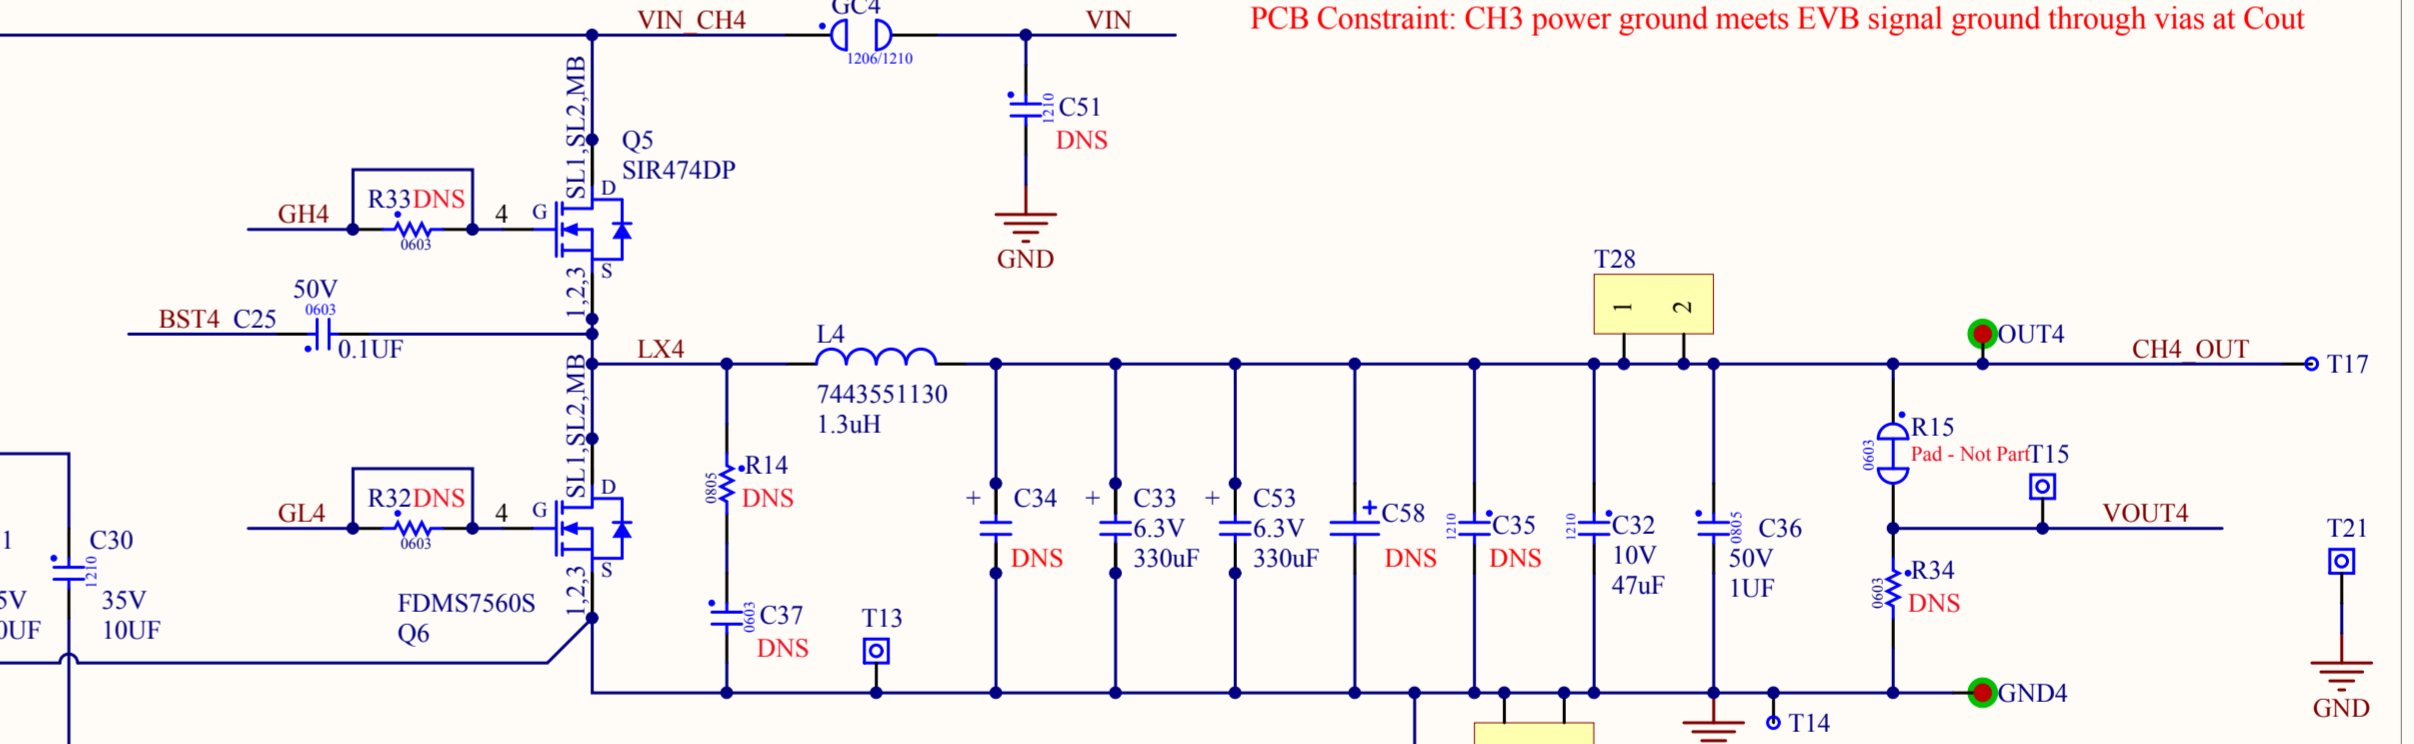 GC4
VIN_CH4
VIN
PCB Constraint: CH3 power ground meets EVB signal ground through vias at Cout
1206/1210
SL1,SL2,MB
1210
C51
DNS
Q5
SIR474DP
D
R33DNS
GH4
4
G
0603
S
GND
1,2,3
50V
0603
BST4
C25
0.1UF
T28
1
2
L4
LX4
7443551130
1.3uH
OUT4
CH4_OUT
T17
SL1,SL2,MB
R15
0603
Pad - Not Part
T15
VOUT4
R14
0805
DNS
D
R32DNS
GL4
4
G
0603
S
1,2,3
FDMS7560S
Q6
+
C34
DNS
+
C33
6.3V
330uF
+
C53
6.3V
330uF
+
C58
DNS
1210
C35
DNS
1210
C32
10V
47uF
0805
C36
50V
1UF
T21
GND
R34
0603
DNS
1
C30
1210
5V
35V
0UF
10UF
C37
0603
DNS
T13
GND4
T14